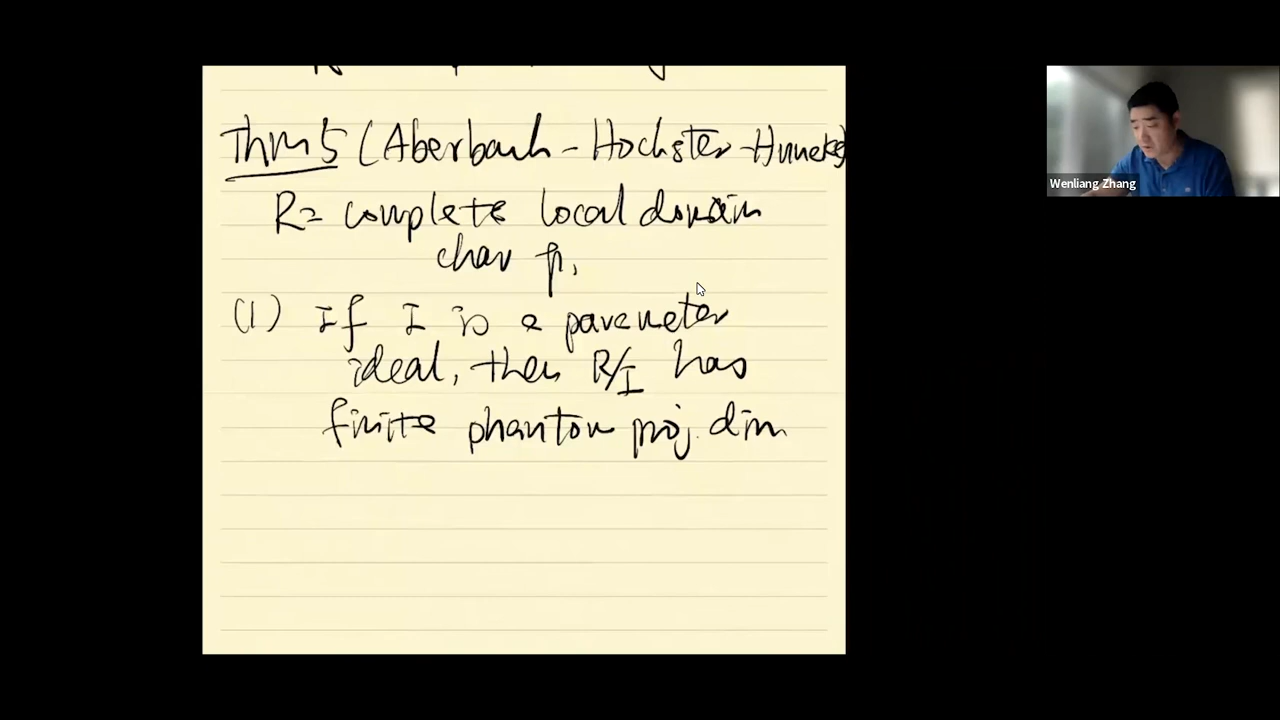 Thm 5 (Aberbach - Hochster - Huneke)
R= complete local domain
char p,
(1) If I is a parameter
ideal, then R/I has
finite phantom proj. dim
Wenliang Zhang